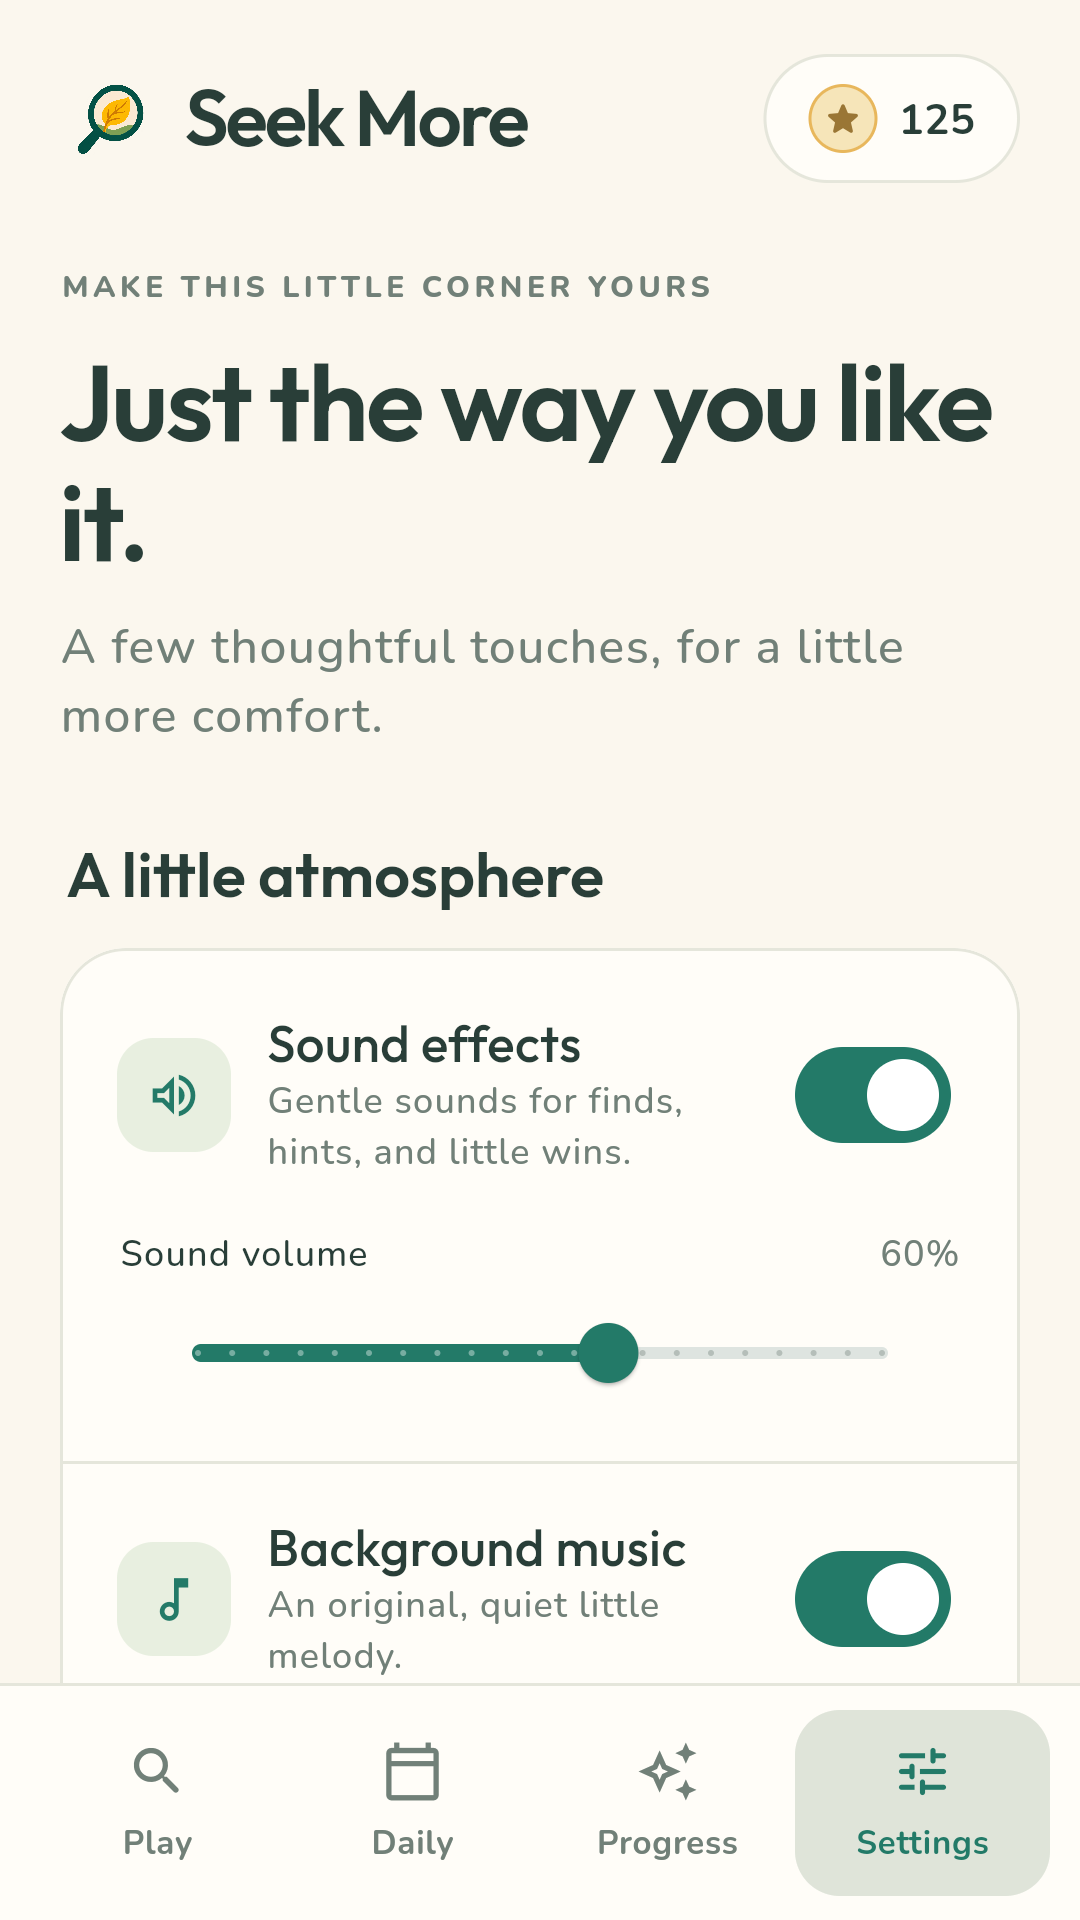 Seek More
125
MAKE THIS LITTLE CORNER YOURS
Just the way you like
it.
A few thoughtful touches, for a little
more comfort.
A little atmosphere
Sound effects
Gentle sounds for finds,
hints, and little wins.
Sound volume
60%
Background music
An original, quiet little
melody.
Play
Daily
Progress
Settings